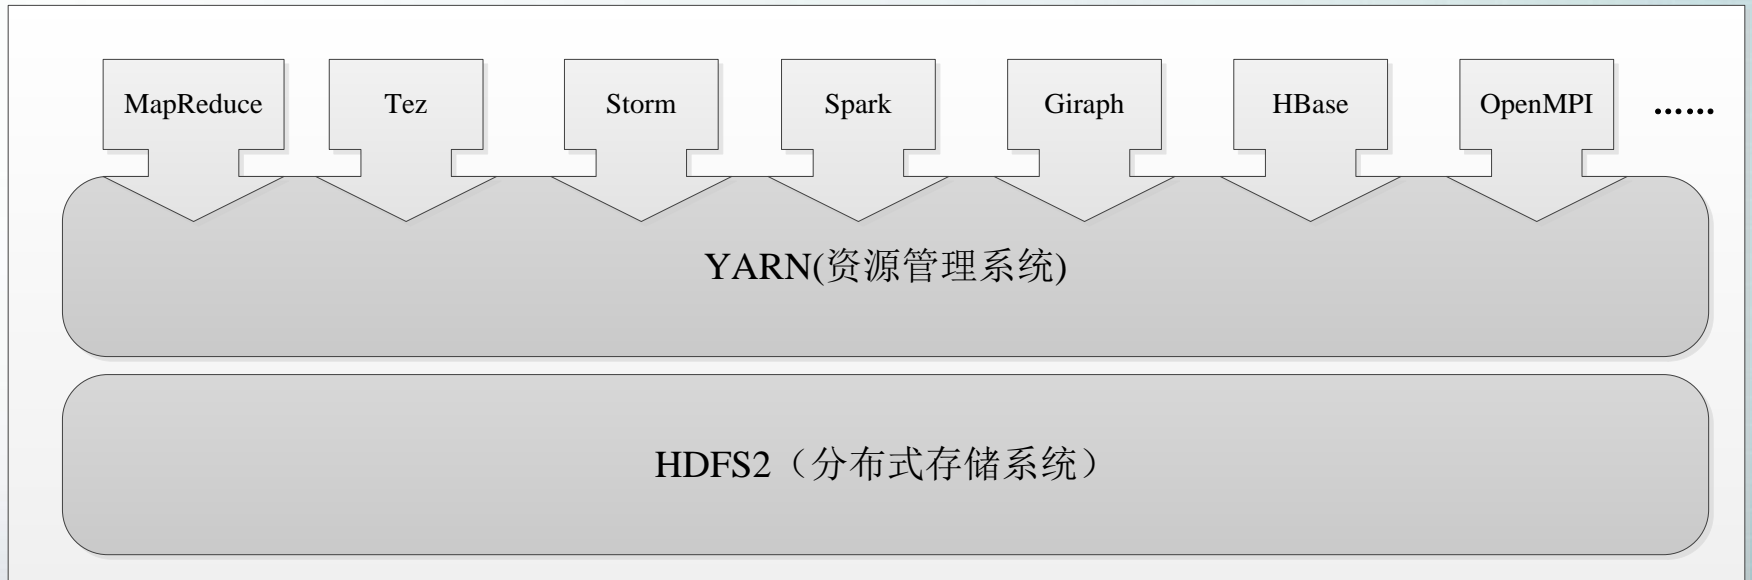 MapReduce Tez Storm Spark Giraph HBase OpenMPI ……
YARN(资源管理系统)
HDFS2（分布式存储系统）